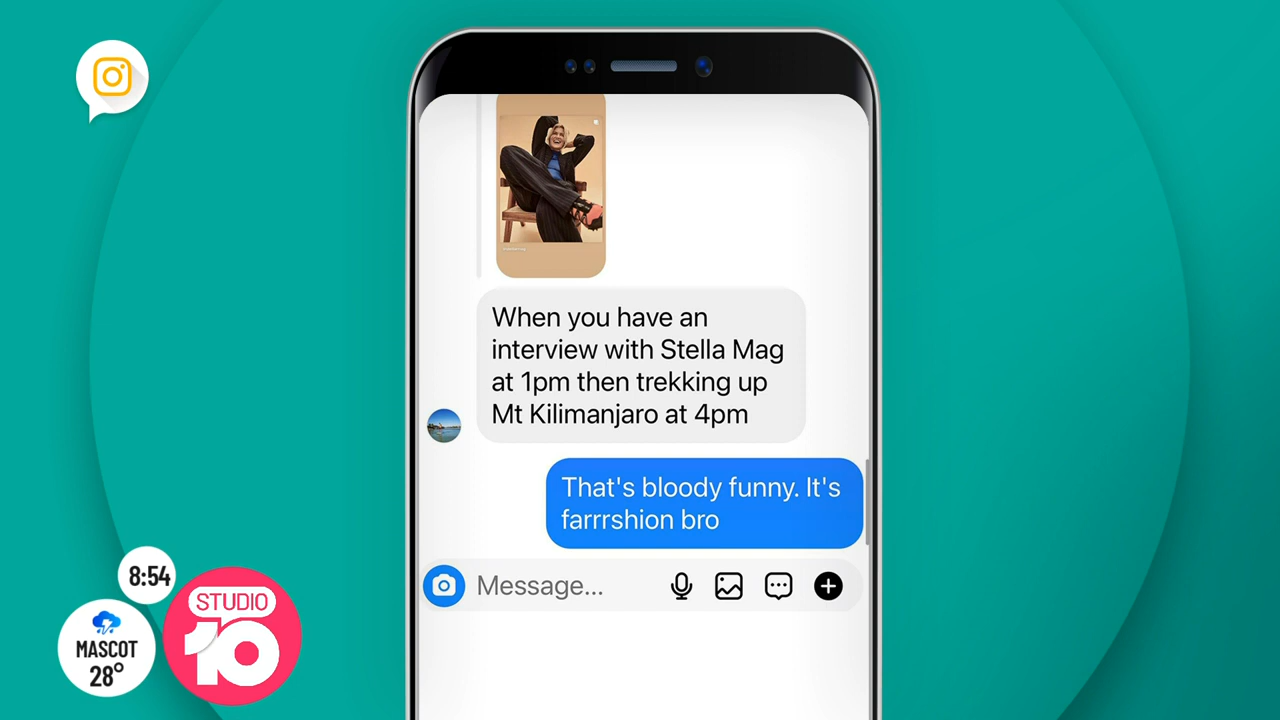 When you have an
interview with Stella Mag
at 1pm then trekking up
Mt Kilimanjaro at 4pm
That's bloody funny. It's
farrrshion bro
Message...
8:54
STUDIO
10
MASCOT
28°